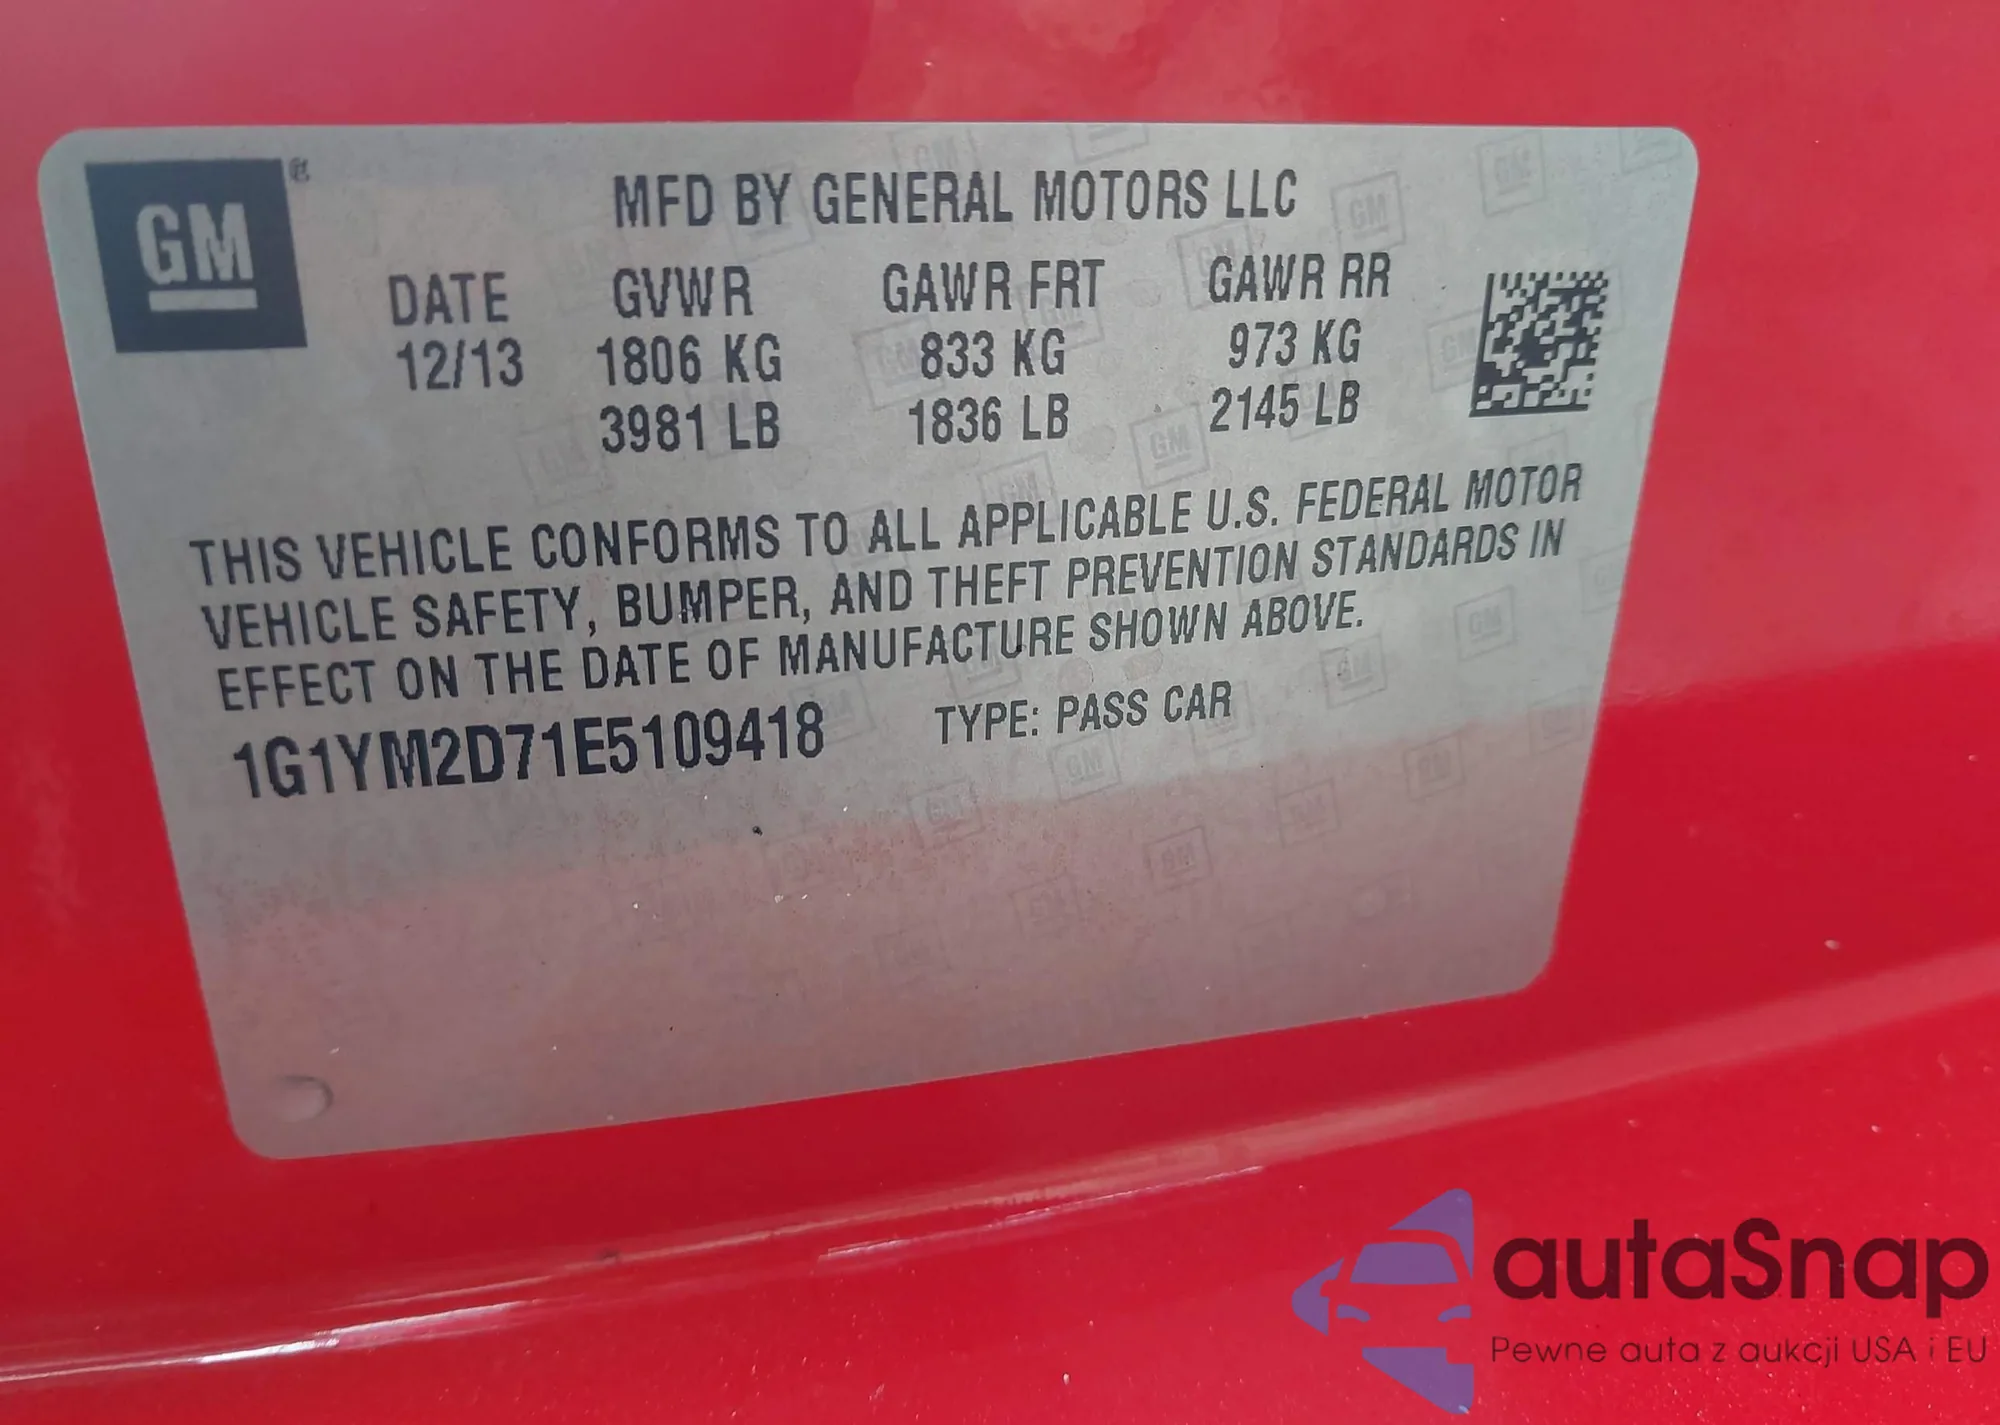 GM
MFD BY GENERAL MOTORS LLC
DATE GVWR GAWR FRT GAWR RR
12/13 1806 KG 833 KG 973 KG
3981 LB 1836 LB 2145 LB
THIS VEHICLE CONFORMS TO ALL APPLICABLE U.S. FEDERAL MOTOR
VEHICLE SAFETY, BUMPER, AND THEFT PREVENTION STANDARDS IN
EFFECT ON THE DATE OF MANUFACTURE SHOWN ABOVE.
1G1YM2D71E5109418 TYPE: PASS CAR
autaSnap
Pewne auta z aukcji USA i EU